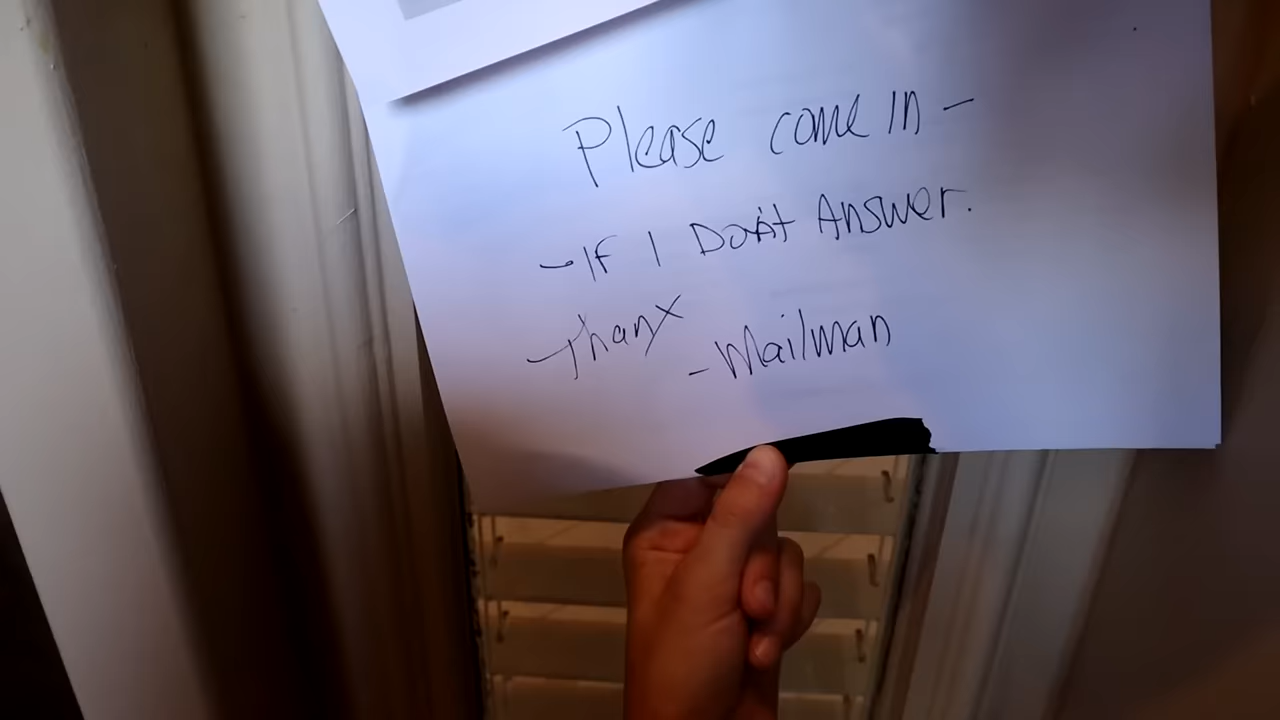 Please come in -
- If I Don't Answer.
- Thanx
- Mailman